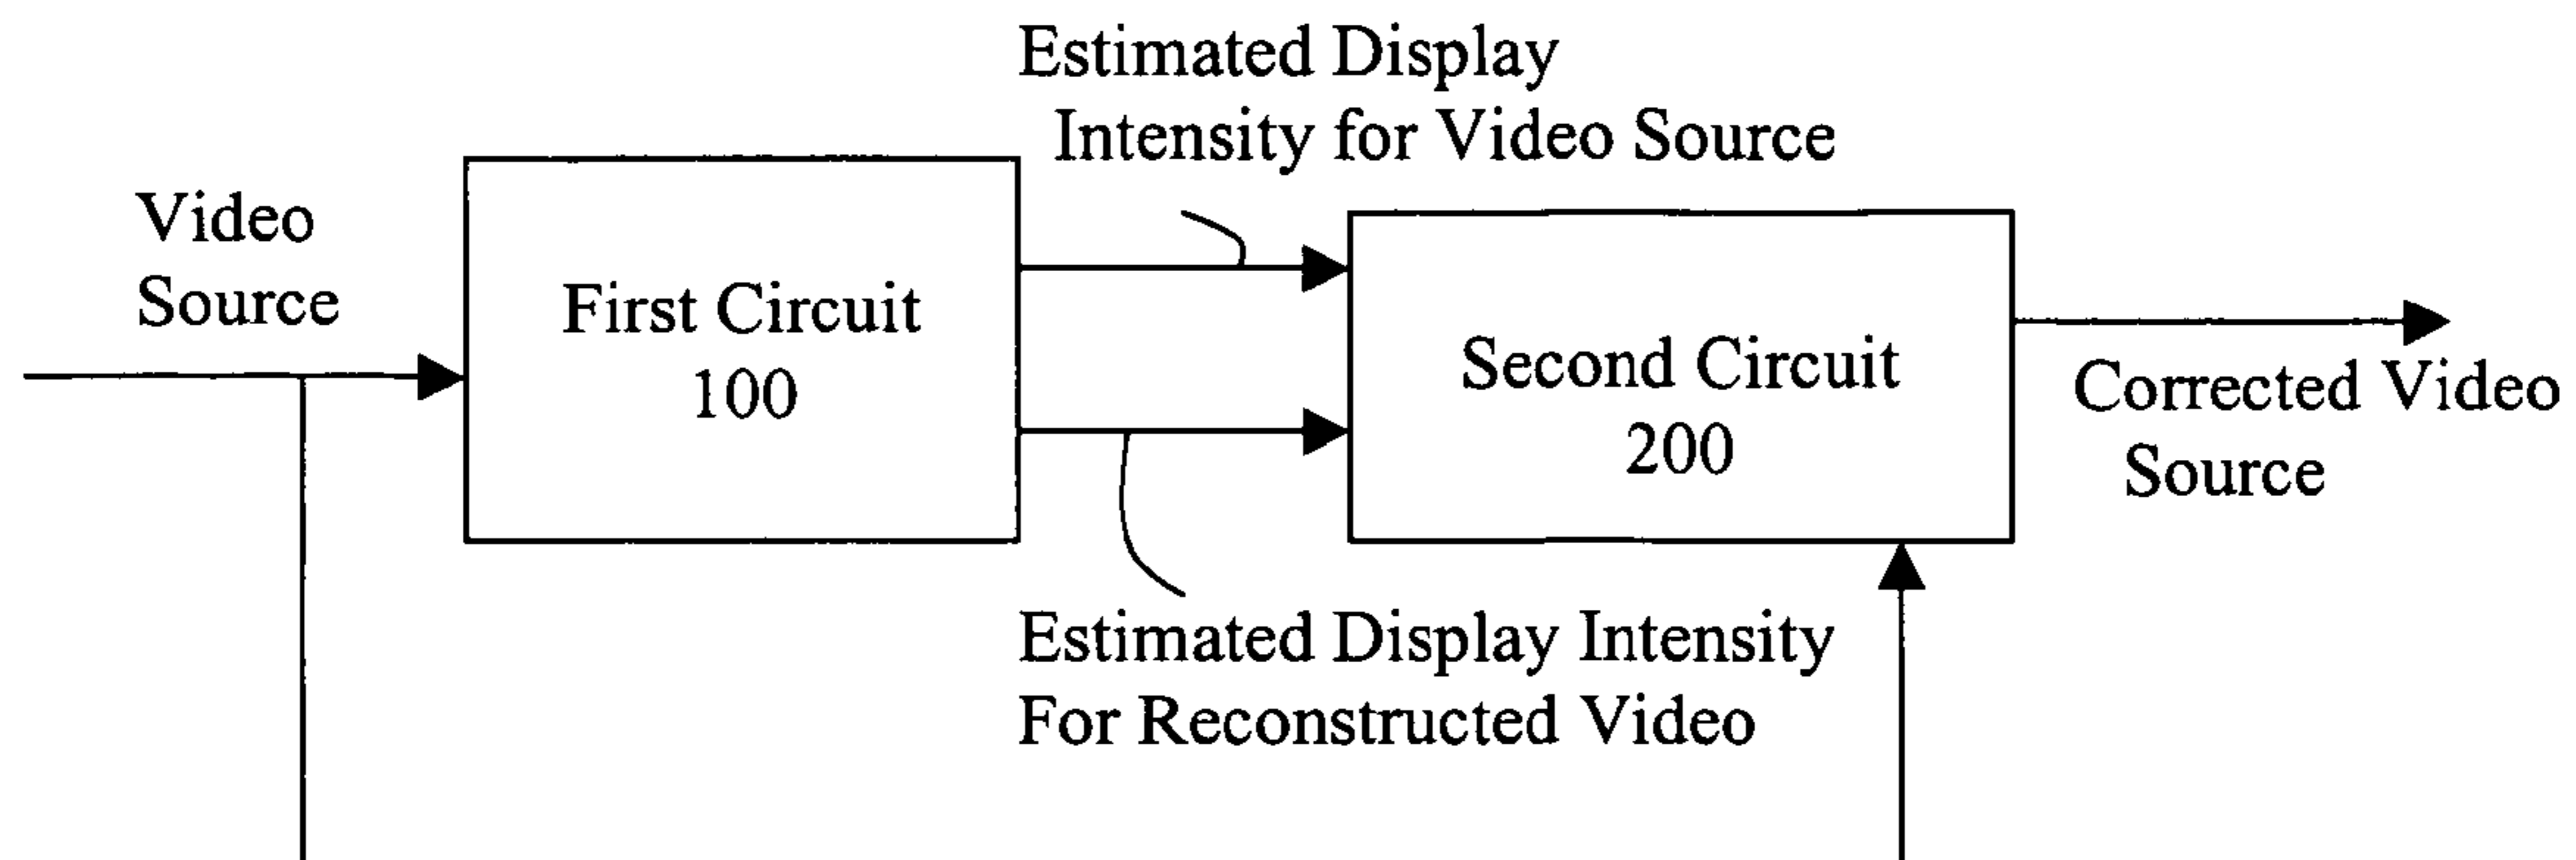 Estimated Display
Intensity for Video Source
Video
Source
First Circuit
100
Second Circuit
200
Corrected Video
Source
Estimated Display Intensity
For Reconstructed Video